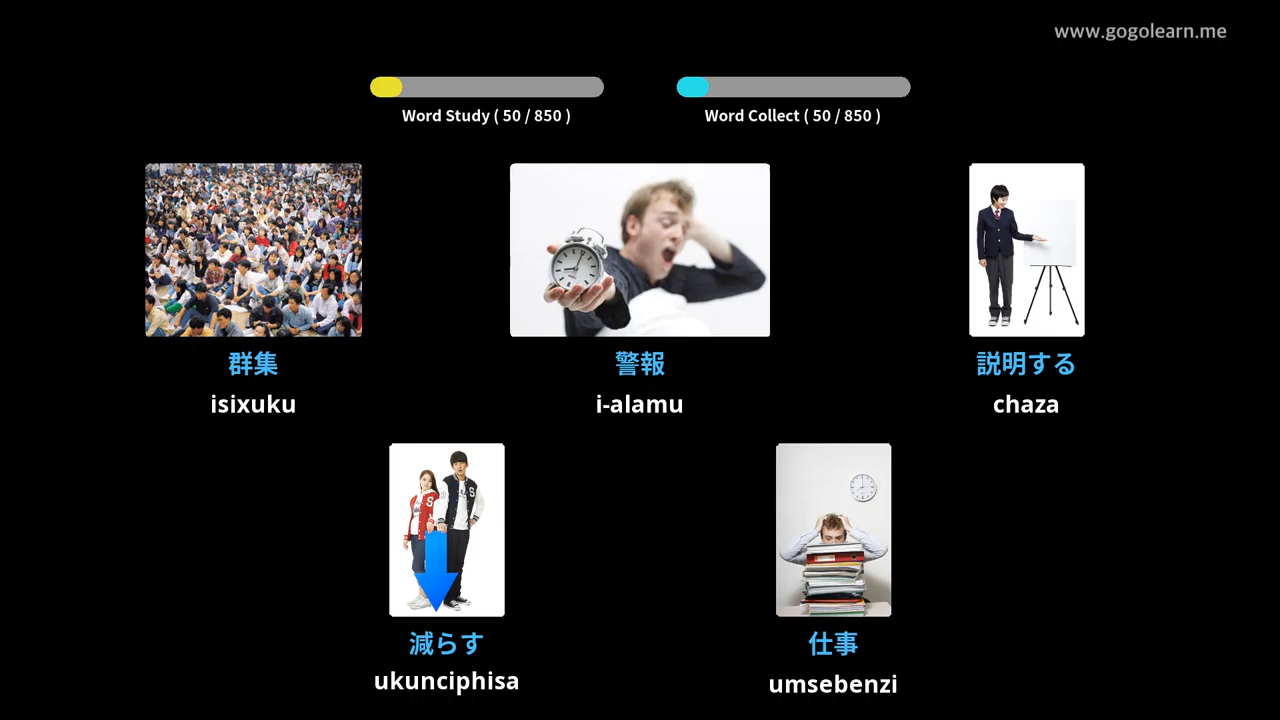 www.gogolearn.me
Word Study ( 50 / 850 )
Word Collect ( 50 / 850 )
群集
isixuku
警報
i-alamu
説明する
chaza
減らす
ukunciphisa
仕事
umsebenzi